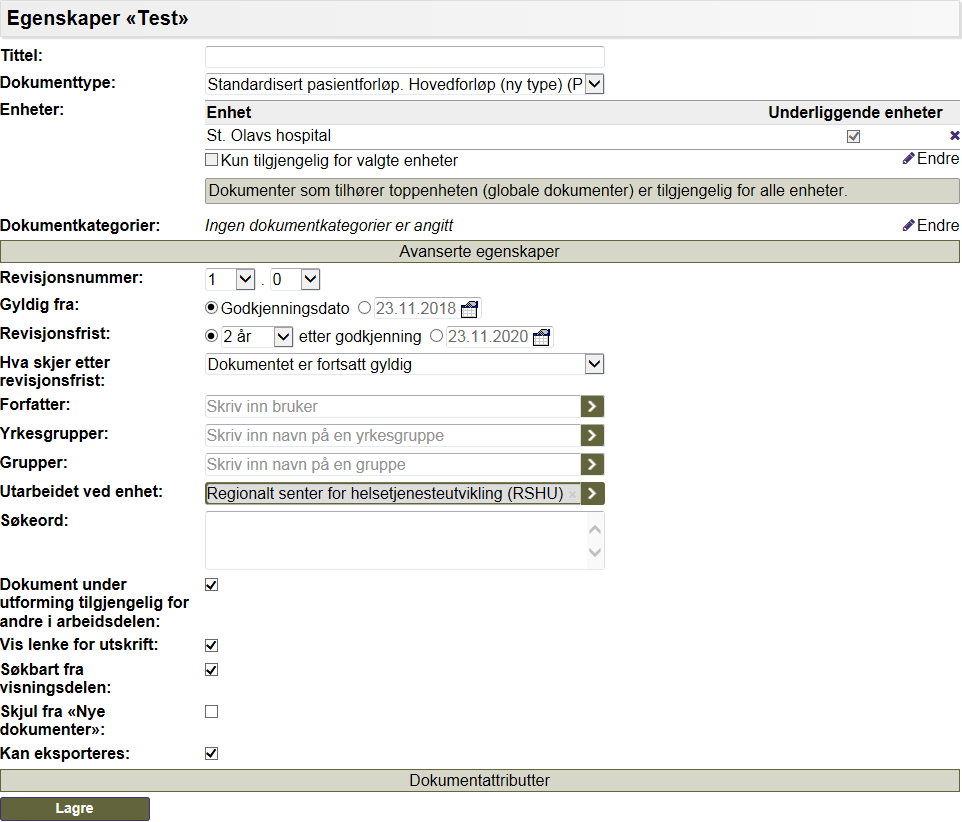 Egenskaper «Test»
Tittel:
Dokumenttype: Standardisert pasientforløp. Hovedforløp (ny type) (P
Enheter: Enhet Underliggende enheter
St. Olavs hospital
Kun tilgjengelig for valgte enheter Endre
Dokumenter som tilhører toppenheten (globale dokumenter) er tilgjengelig for alle enheter.
Dokumentkategorier: Ingen dokumentkategorier er angitt Endre
Avanserte egenskaper
Revisjonsnummer: 1 . 0
Gyldig fra: Godkjenningsdato 23.11.2018
Revisjonsfrist: 2 år etter godkjenning 23.11.2020
Hva skjer etter
revisjonsfrist: Dokumentet er fortsatt gyldig
Forfatter: Skriv inn bruker
Yrkesgrupper: Skriv inn navn på en yrkesgruppe
Grupper: Skriv inn navn på en gruppe
Utarbeidet ved enhet: Regionalt senter for helsetjenesteutvikling (RSHU) ×
Søkeord:
Dokument under
utforming tilgjengelig for
andre i arbeidsdelen:
Vis lenke for utskrift:
Søkbart fra
visningsdelen:
Skjul fra «Nye
dokumenter»:
Kan eksporteres:
Dokumentattributter
Lagre